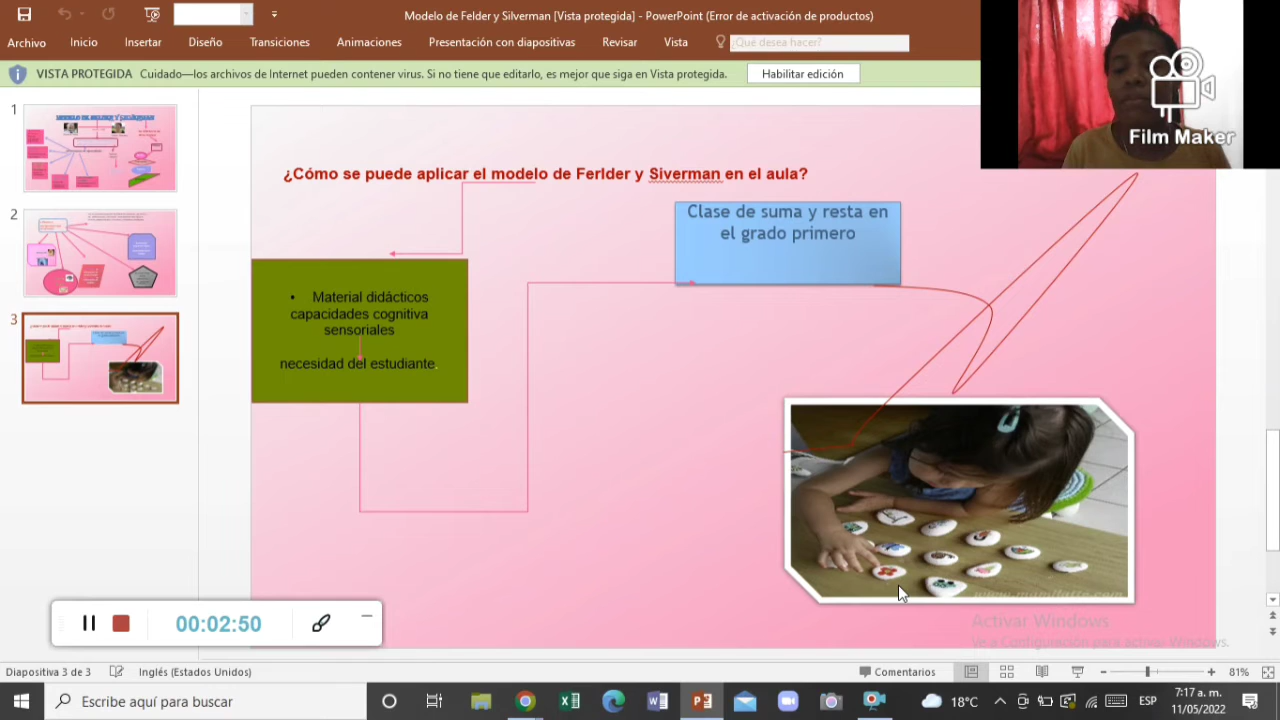 Modelo de Felder y Silverman [Vista protegida] - PowerPoint (Error de activación de productos)
Archivo Inicio Insertar Diseño Transiciones Animaciones Presentación con diapositivas Revisar Vista ¿Qué desea hacer?
VISTA PROTEGIDA Cuidado—los archivos de Internet pueden contener virus. Si no tiene que editarlo, es mejor que siga en Vista protegida. Habilitar edición
Film Maker
1
2
3
¿Cómo se puede aplicar el modelo de Ferlder y Siverman en el aula?
Clase de suma y resta en
el grado primero
• Material didácticos
capacidades cognitiva
sensoriales
necesidad del estudiante.
Activar Windows
Ve a Configuración para activar Windows.
00:02:50
Diapositiva 3 de 3 Inglés (Estados Unidos) Comentarios 81%
Escribe aquí para buscar 18°C ESP 7:17 a. m.
11/05/2022